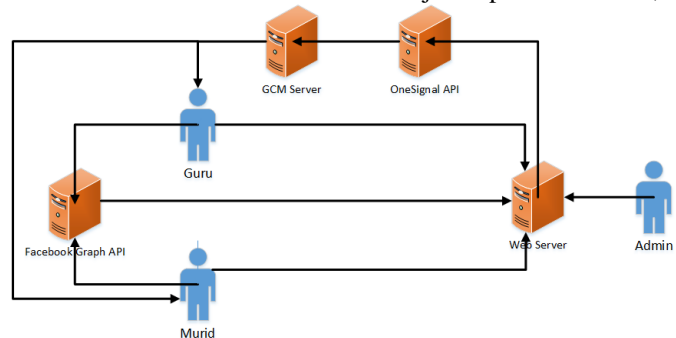 GCM Server
OneSignal API
Guru
Facebook Graph API
Web Server
Admin
Murid